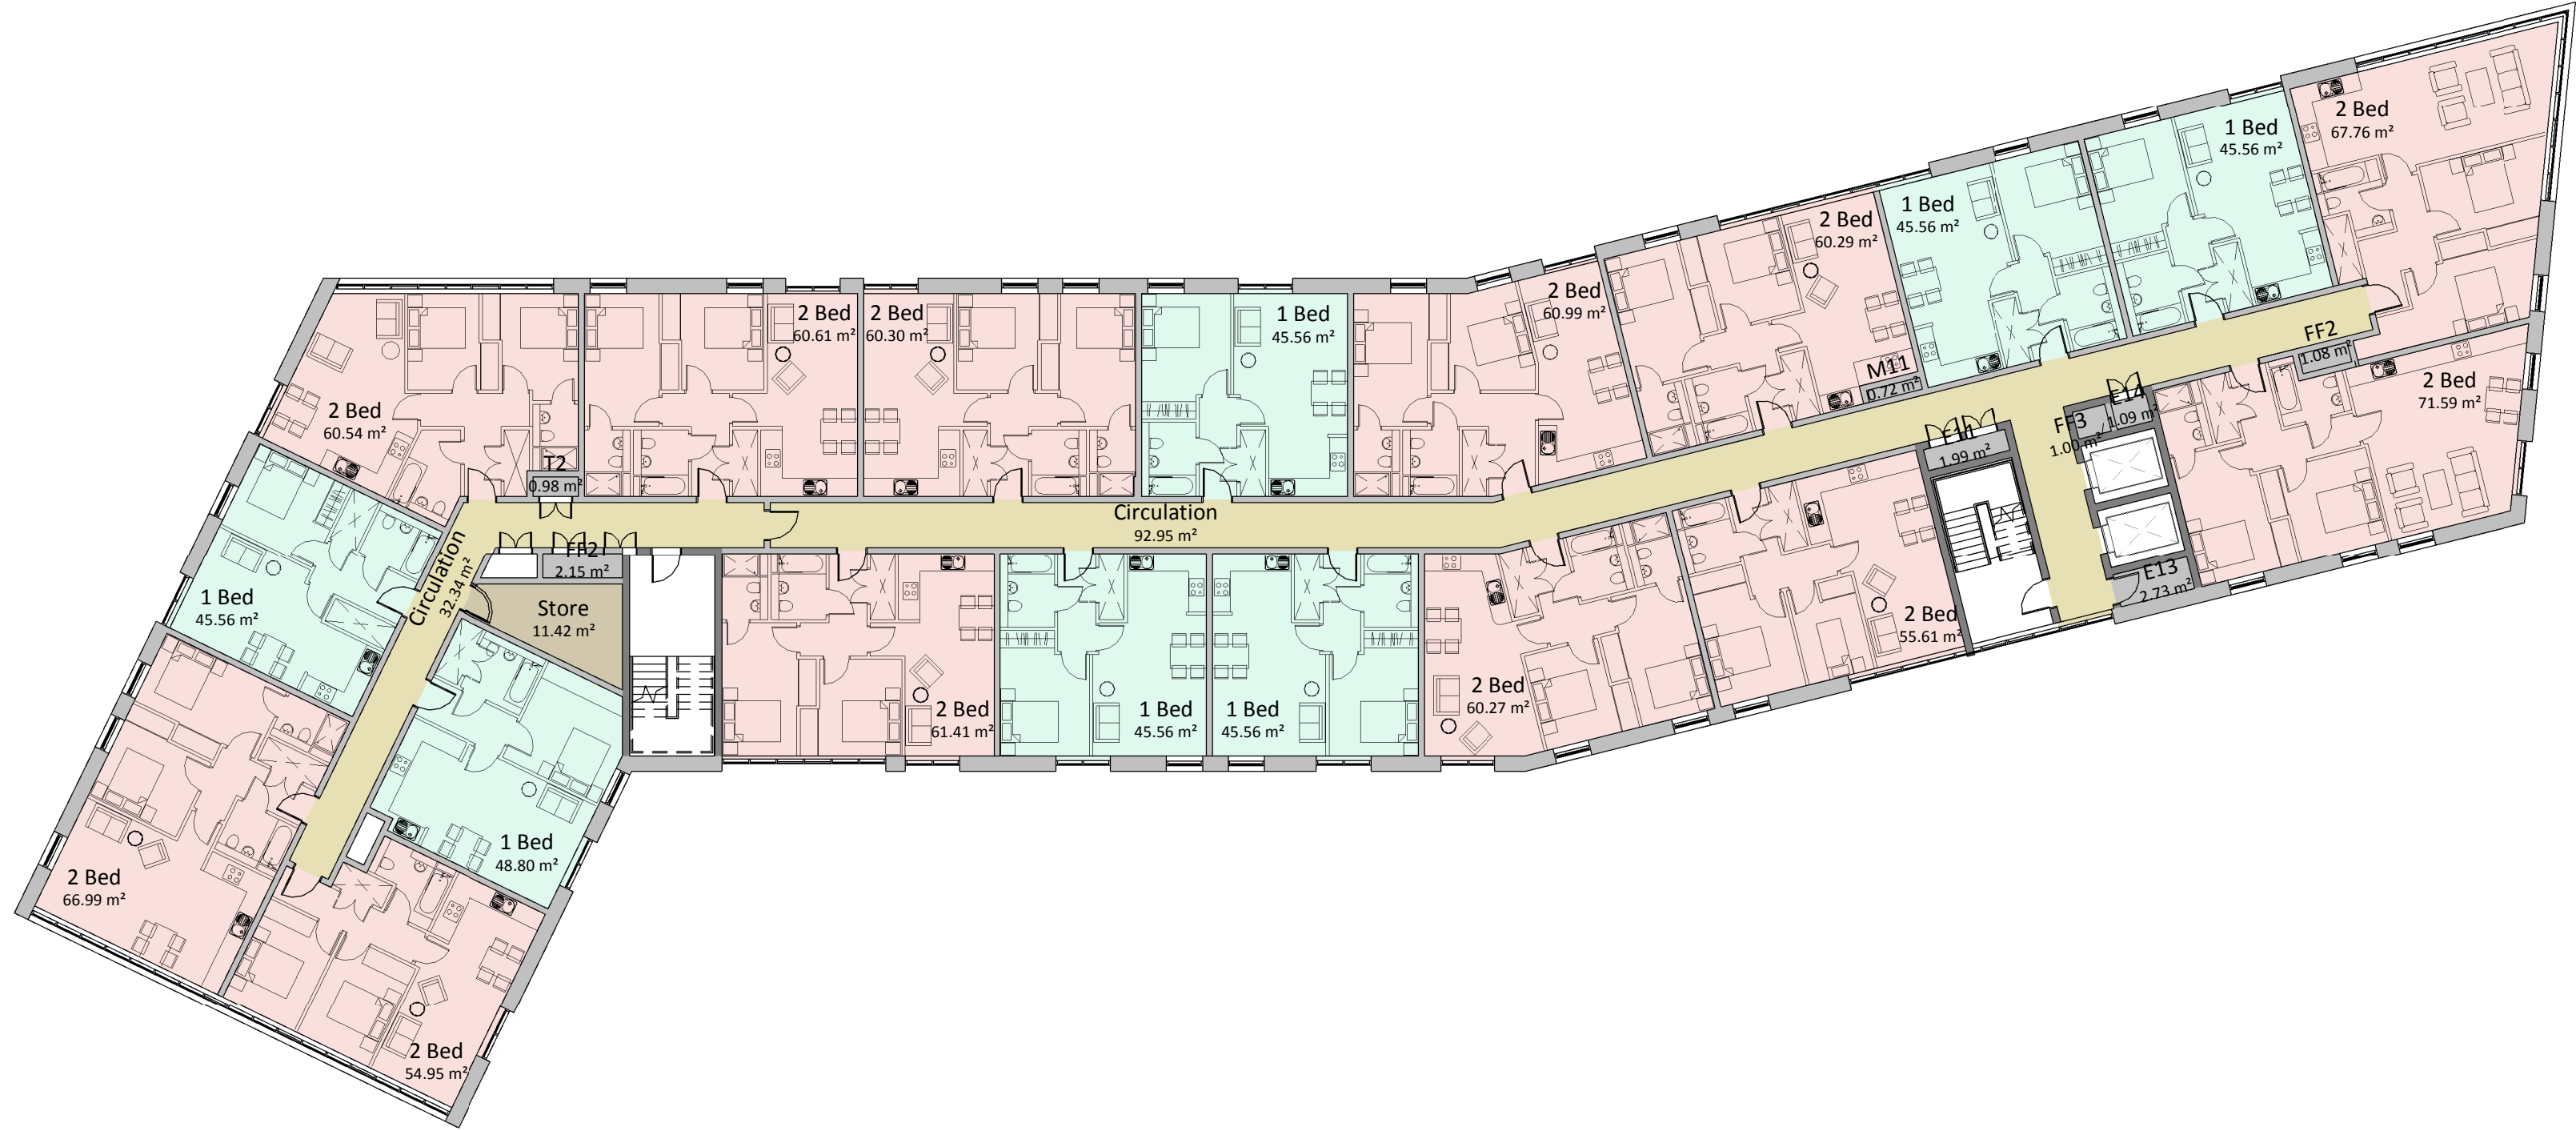 2 Bed
67.76 m²
1 Bed
45.56 m²
1 Bed
45.56 m²
2 Bed
60.29 m²
2 Bed
60.99 m²
1 Bed
45.56 m²
2 Bed
60.30 m²
2 Bed
60.61 m²
2 Bed
60.54 m²
T2
0.98 m²
M11
0.72 m²
FF2
1.08 m²
2 Bed
71.59 m²
E14
1.09 m²
FF3
1.00 m²
1.99 m²
E13
2.73 m²
Circulation
92.95 m²
Circulation
32.34 m²
FF21
2.15 m²
Store
11.42 m²
1 Bed
45.56 m²
2 Bed
61.41 m²
1 Bed
45.56 m²
1 Bed
45.56 m²
2 Bed
60.27 m²
2 Bed
55.61 m²
1 Bed
48.80 m²
2 Bed
66.99 m²
2 Bed
54.95 m²